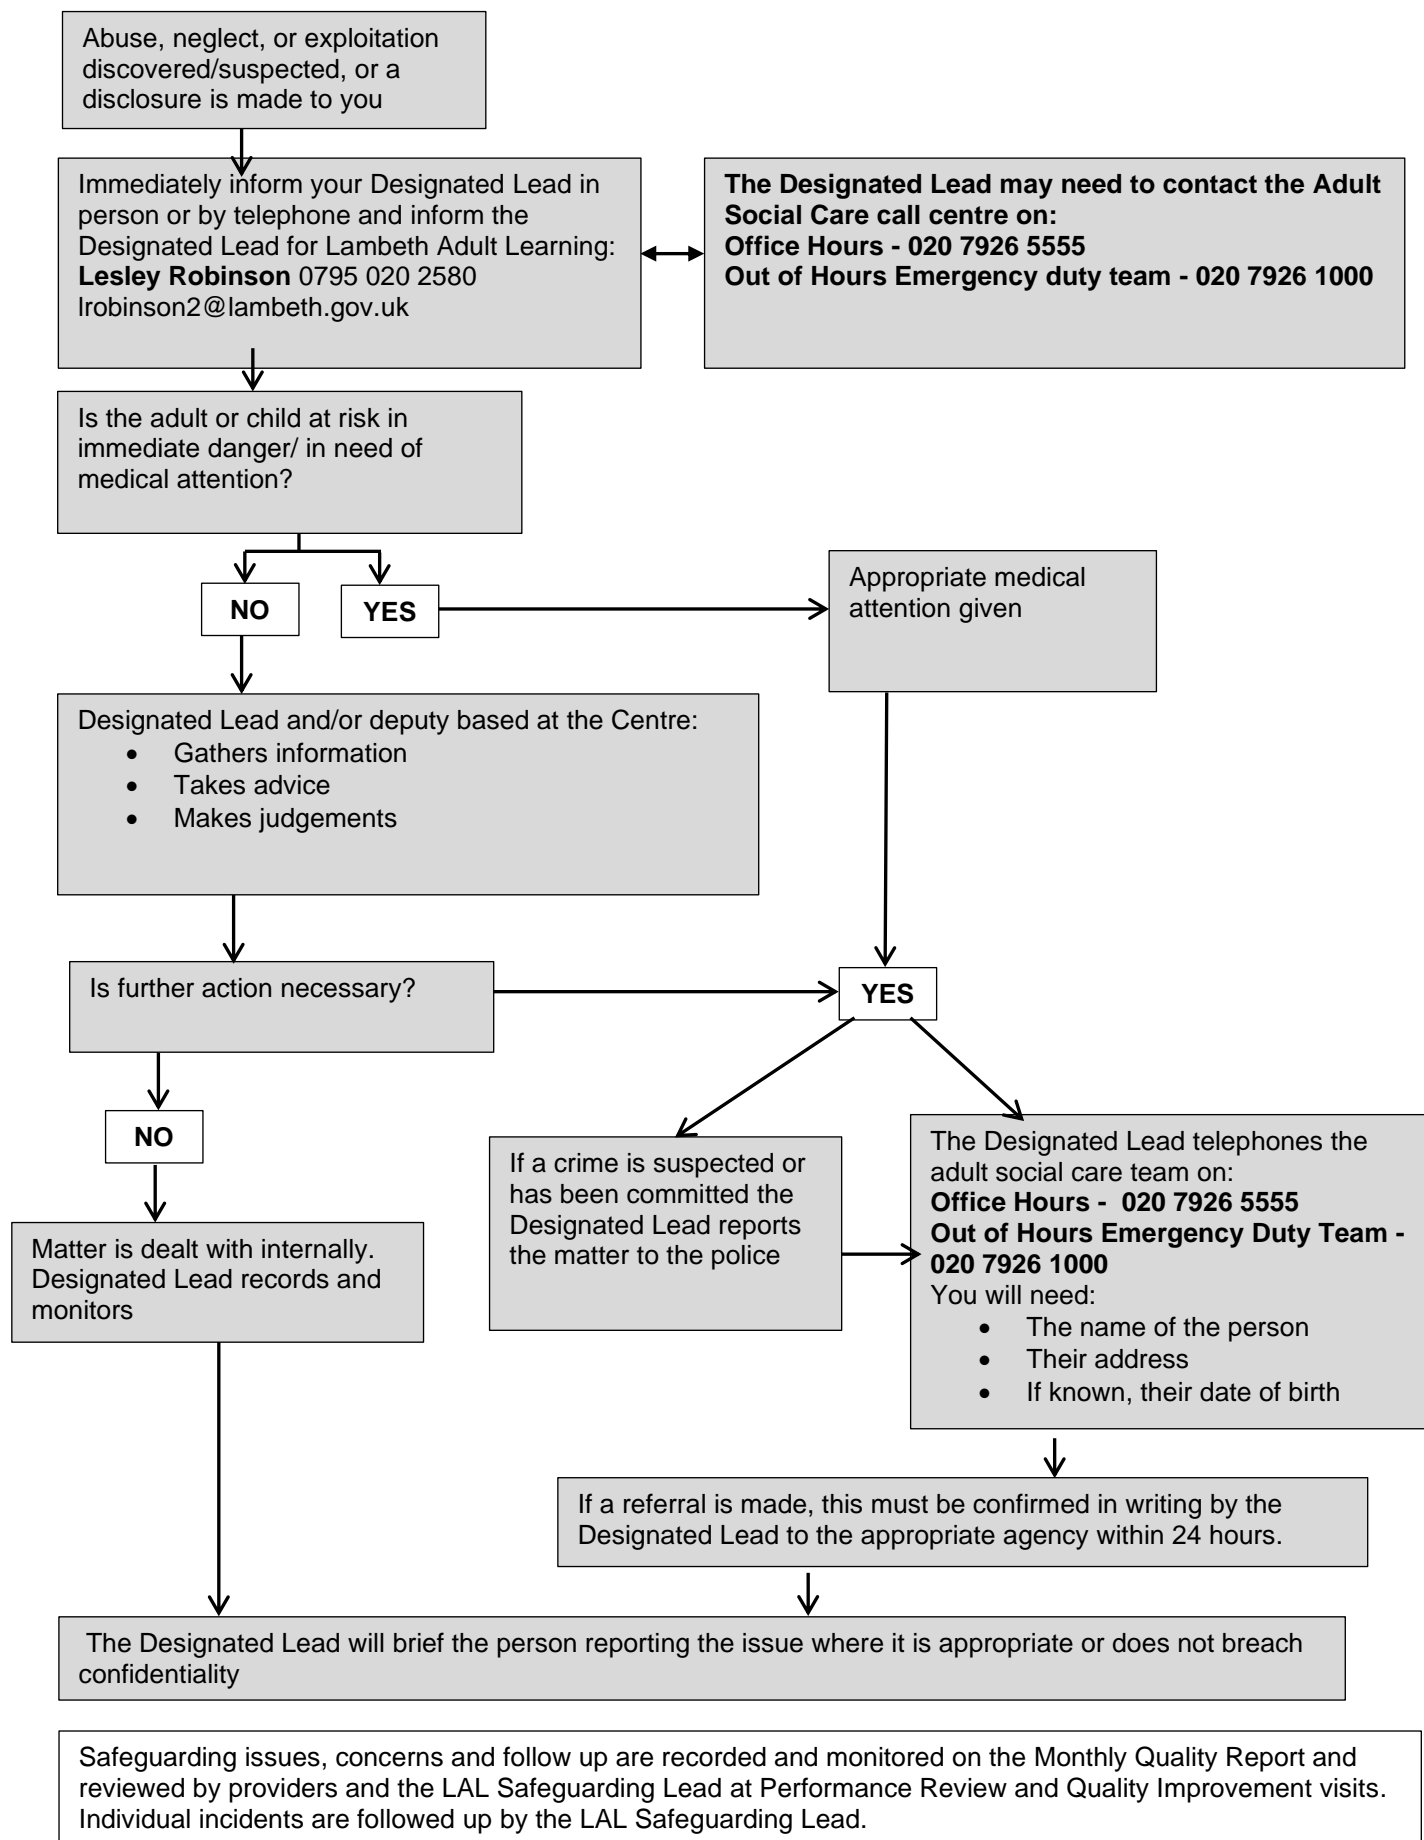 Abuse, neglect, or exploitation
discovered/suspected, or a
disclosure is made to you
Immediately inform your Designated Lead in
person or by telephone and inform the
Designated Lead for Lambeth Adult Learning:
Lesley Robinson 0795 020 2580
lrobinson2@lambeth.gov.uk
The Designated Lead may need to contact the Adult
Social Care call centre on:
Office Hours - 020 7926 5555
Out of Hours Emergency duty team - 020 7926 1000
Is the adult or child at risk in
immediate danger/ in need of
medical attention?
NO
YES
Appropriate medical
attention given
Designated Lead and/or deputy based at the Centre:
• Gathers information
• Takes advice
• Makes judgements
Is further action necessary?
YES
NO
If a crime is suspected or
has been committed the
Designated Lead reports
the matter to the police
The Designated Lead telephones the
adult social care team on:
Office Hours - 020 7926 5555
Out of Hours Emergency Duty Team -
020 7926 1000
You will need:
• The name of the person
• Their address
• If known, their date of birth
Matter is dealt with internally.
Designated Lead records and
monitors
If a referral is made, this must be confirmed in writing by the
Designated Lead to the appropriate agency within 24 hours.
The Designated Lead will brief the person reporting the issue where it is appropriate or does not breach
confidentiality
Safeguarding issues, concerns and follow up are recorded and monitored on the Monthly Quality Report and
reviewed by providers and the LAL Safeguarding Lead at Performance Review and Quality Improvement visits.
Individual incidents are followed up by the LAL Safeguarding Lead.